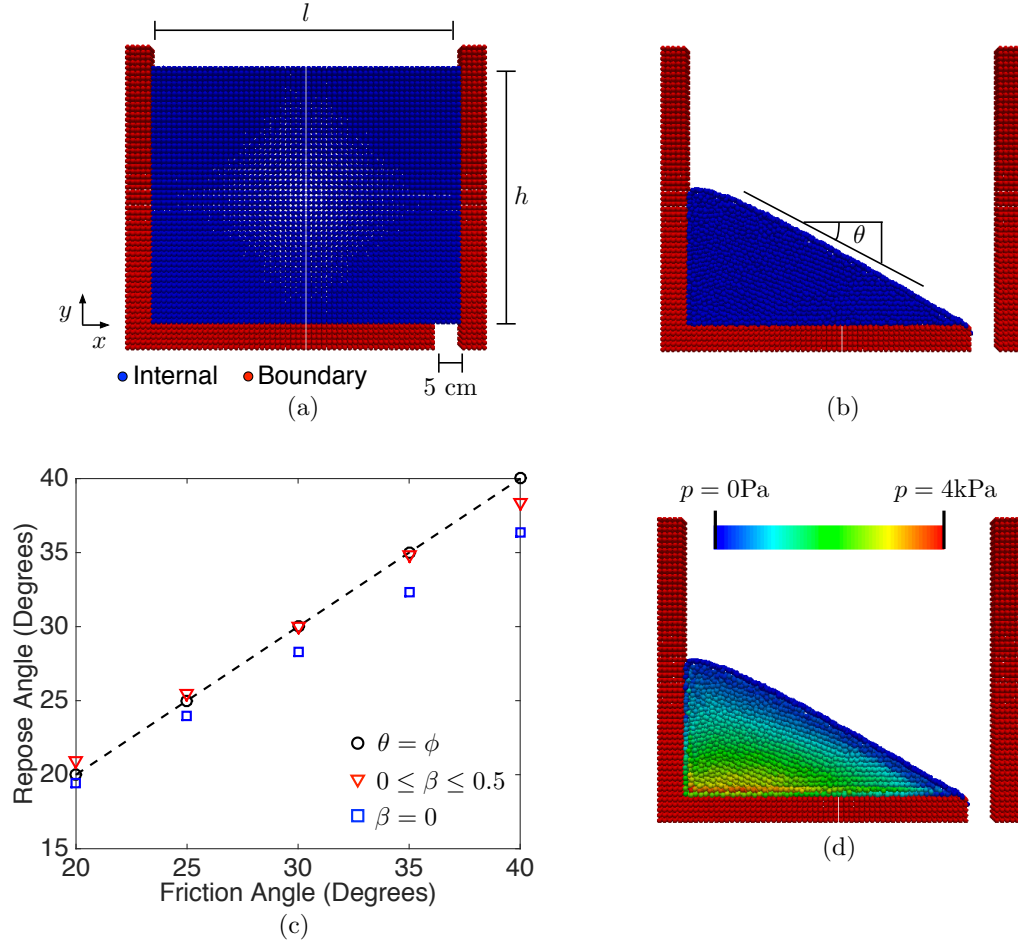 l
h
y
x
Internal
Boundary
5 cm
(a)
θ
(b)
40
35
30
25
20
15
20
25
30
35
40
Repose Angle (Degrees)
Friction Angle (Degrees)
θ = ϕ
0 ≤ β ≤ 0.5
β = 0
(c)
p = 0Pa
p = 4kPa
(d)